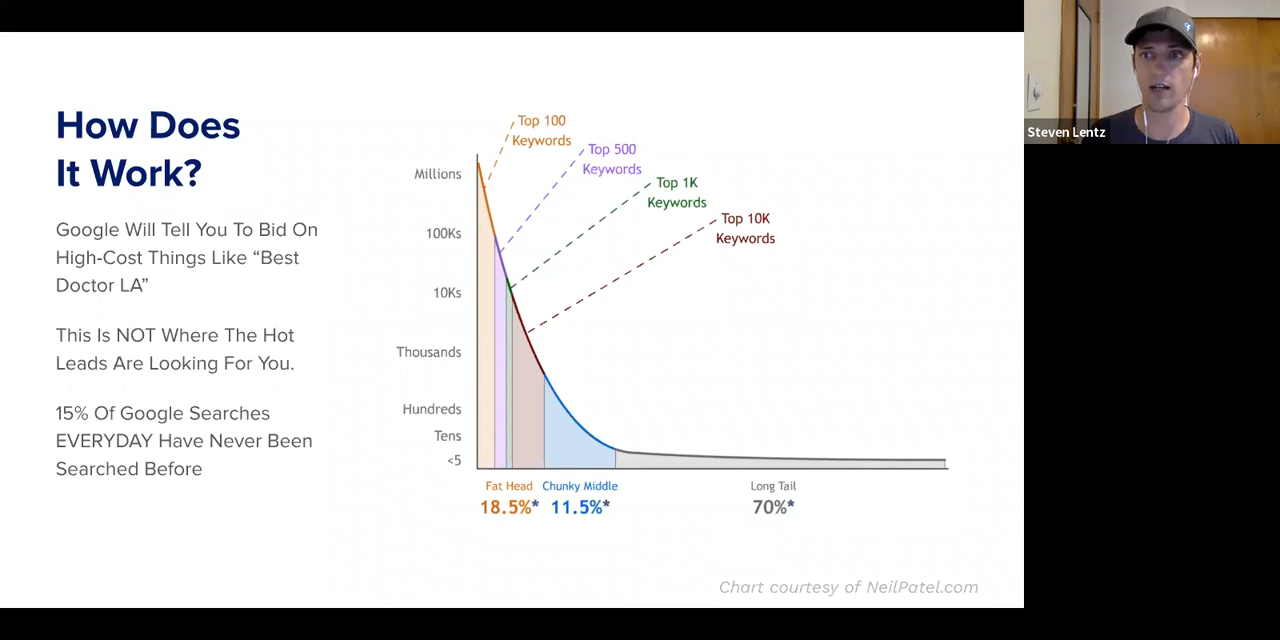 How Does
It Work?
Google Will Tell You To Bid On
High-Cost Things Like “Best
Doctor LA”
This Is NOT Where The Hot
Leads Are Looking For You.
15% Of Google Searches
EVERYDAY Have Never Been
Searched Before
Top 100
Keywords
Top 500
Keywords
Top 1K
Keywords
Top 10K
Keywords
Millions
100Ks
10Ks
Thousands
Hundreds
Tens
<5
Fat Head
18.5%*
Chunky Middle
11.5%*
Long Tail
70%*
Chart courtesy of NeilPatel.com
Steven Lentz